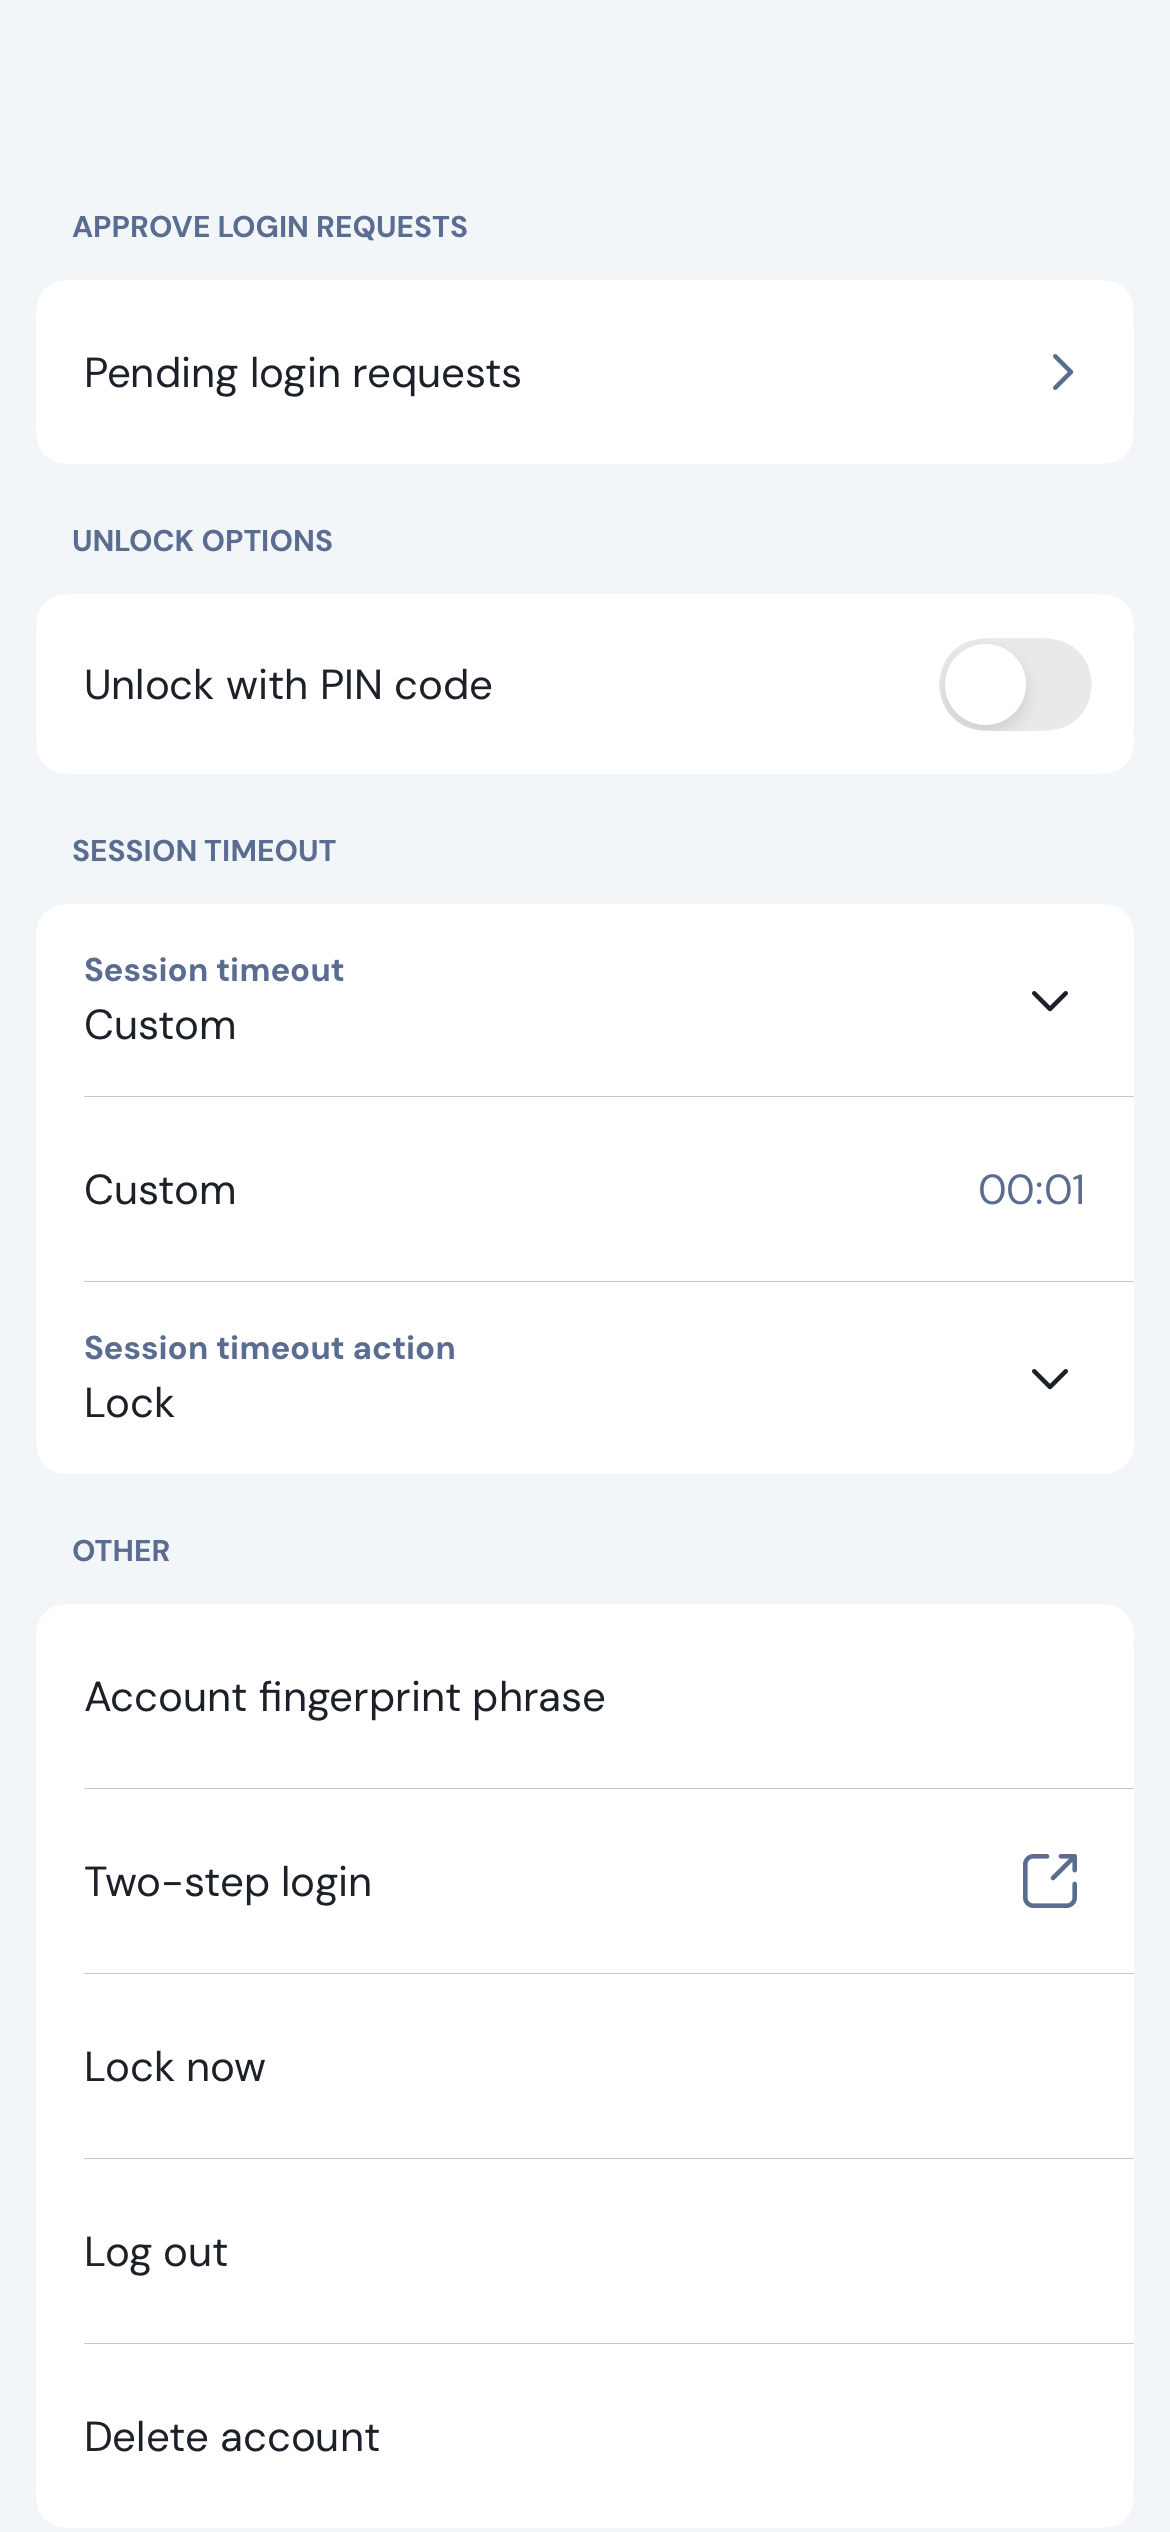 APPROVE LOGIN REQUESTS
Pending login requests
UNLOCK OPTIONS
Unlock with PIN code
SESSION TIMEOUT
Session timeout
Custom
Custom 00:01
Session timeout action
Lock
OTHER
Account fingerprint phrase
Two-step login
Lock now
Log out
Delete account